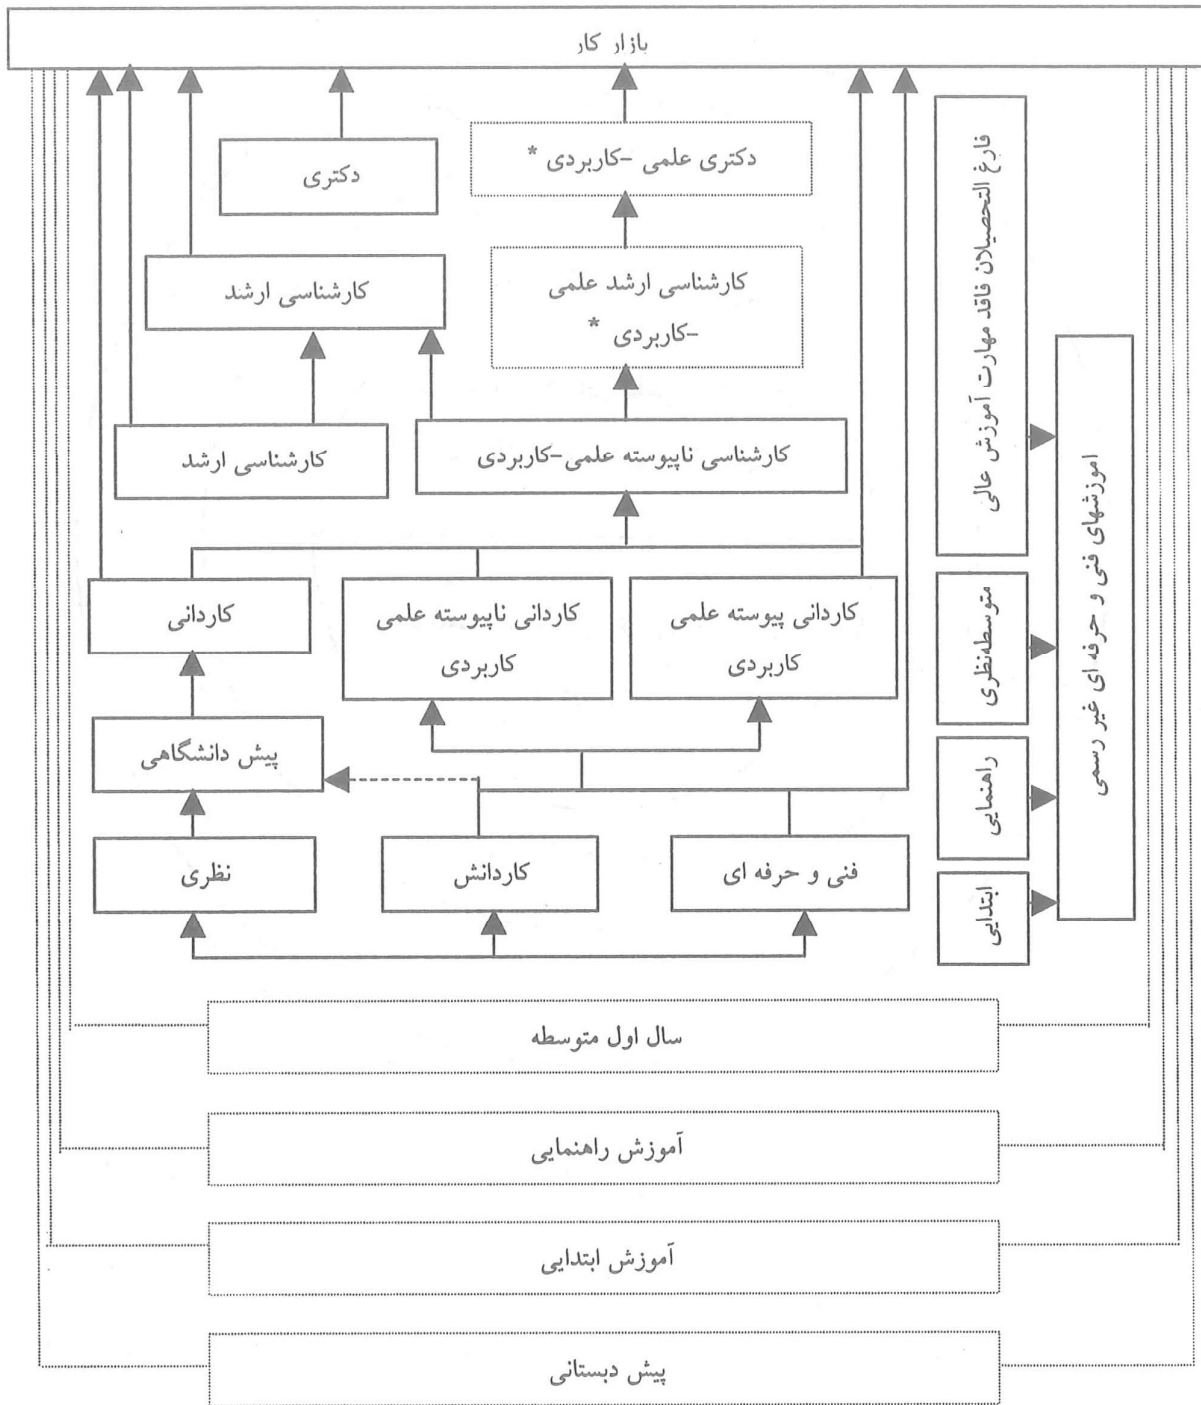 بازار کار
دکتری علمی –کاربردی *
دکتری
کارشناسی ارشد علمی
–کاربردی *
کارشناسی ارشد
کارشناسی ناپیوسته علمی-کاربردی
کارشناسی ارشد
کاردانی پیوسته علمی
کاربردی
کاردانی ناپیوسته علمی
کاربردی
کاردانی
پیش دانشگاهی
فنی و حرفه ای
کاردانش
نظری
فارغ التحصیلان فاقد مهارت آموزش عالی
متوسطه‌نظری
راهنمایی
ابتدایی
اموزشهای فنی و حرفه ای غیر رسمی
سال اول متوسطه
آموزش راهنمایی
آموزش ابتدایی
پیش دبستانی